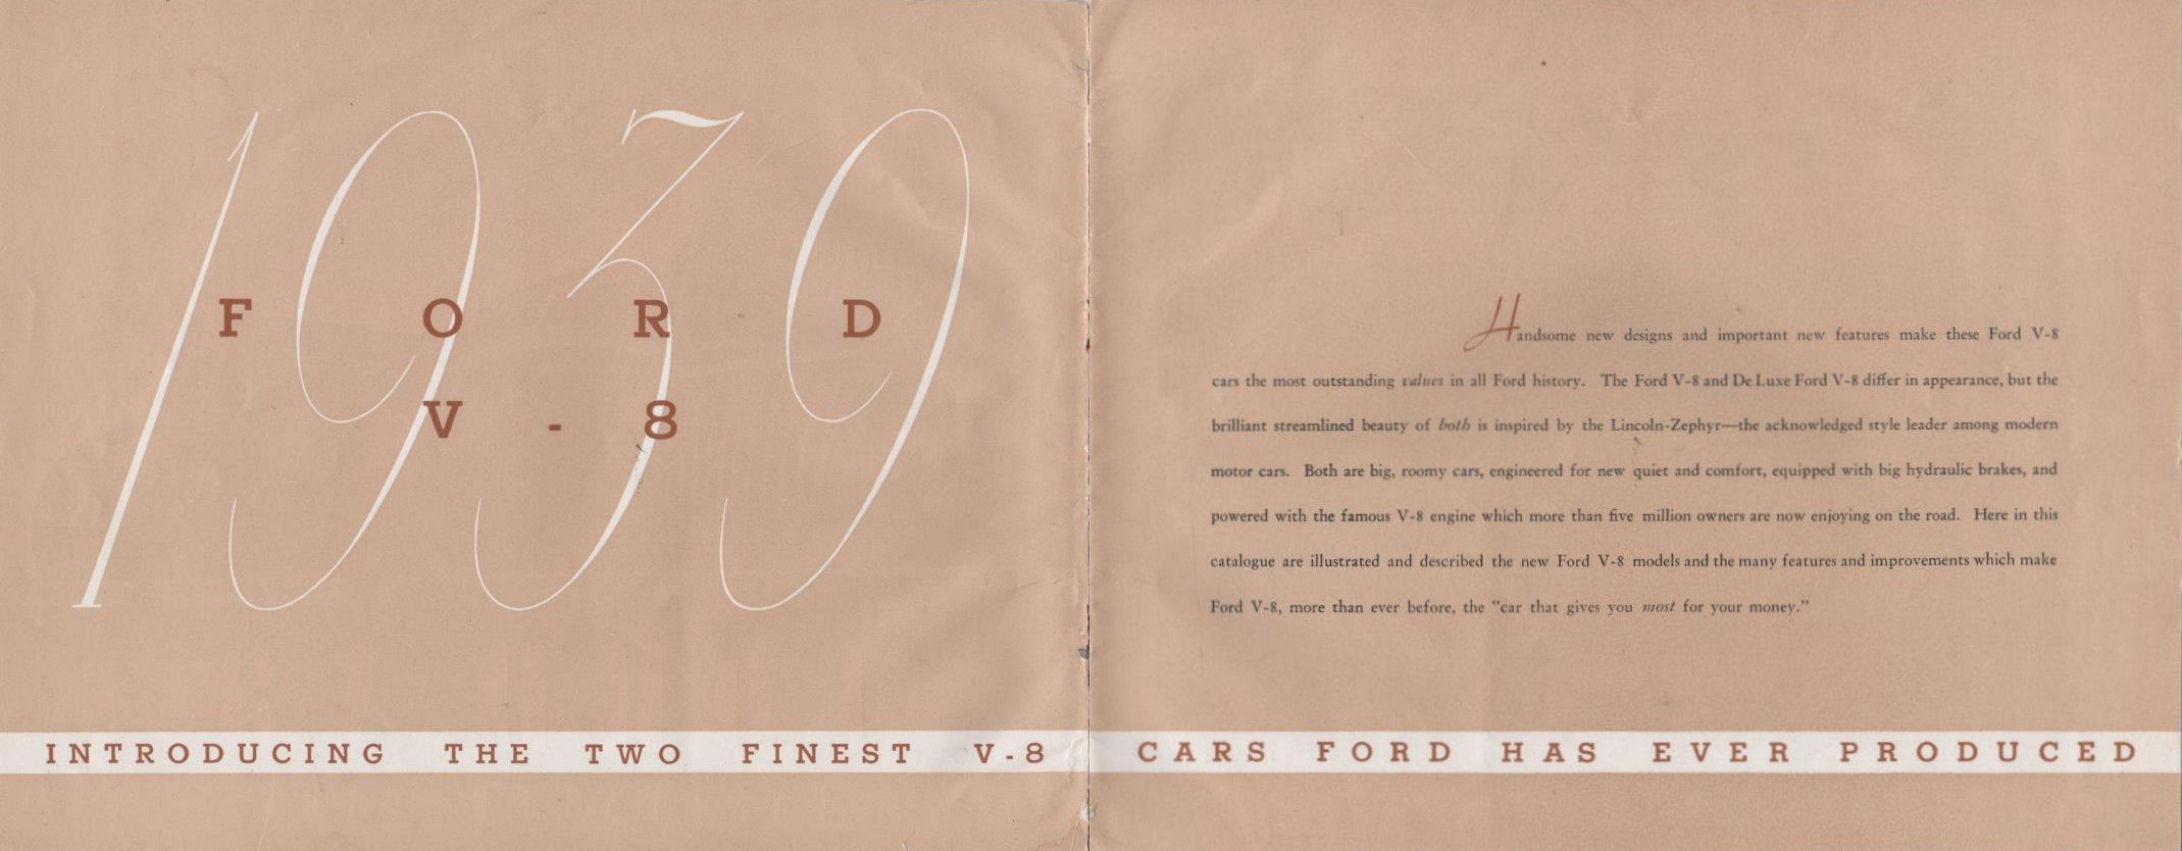 1939
FORD
V-8
Handsome new designs and important new features make these Ford V-8
cars the most outstanding values in all Ford history. The Ford V-8 and De Luxe Ford V-8 differ in appearance, but the
brilliant streamlined beauty of both is inspired by the Lincoln-Zephyr—the acknowledged style leader among modern
motor cars. Both are big, roomy cars, engineered for new quiet and comfort, equipped with big hydraulic brakes, and
powered with the famous V-8 engine which more than five million owners are now enjoying on the road. Here in this
catalogue are illustrated and described the new Ford V-8 models and the many features and improvements which make
Ford V-8, more than ever before, the "car that gives you most for your money."
INTRODUCING THE TWO FINEST V-8 CARS FORD HAS EVER PRODUCED